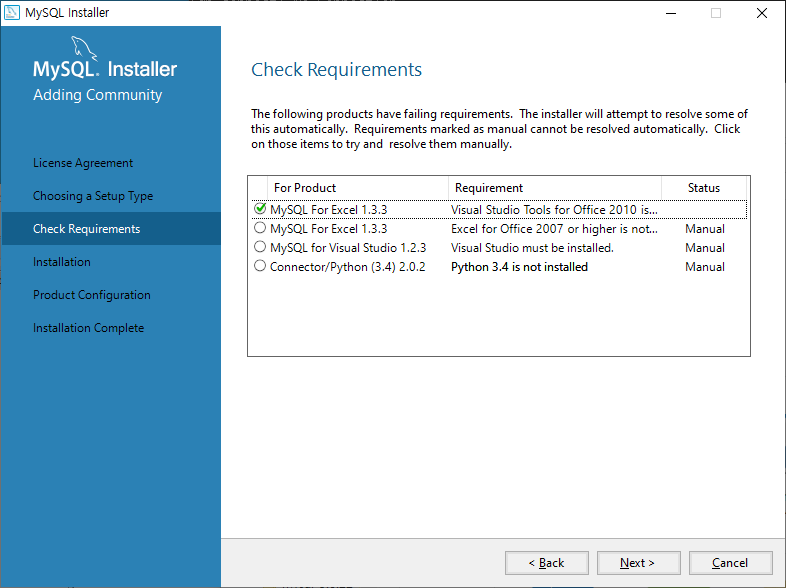 MySQL Installer
MySQL. Installer
Adding Community
License Agreement
Choosing a Setup Type
Check Requirements
Installation
Product Configuration
Installation Complete
Check Requirements
The following products have failing requirements.  The installer will attempt to resolve some of
this automatically.  Requirements marked as manual cannot be resolved automatically.  Click
on those items to try and  resolve them manually.
For Product Requirement Status
MySQL For Excel 1.3.3 Visual Studio Tools for Office 2010 is...
MySQL For Excel 1.3.3 Excel for Office 2007 or higher is not... Manual
MySQL for Visual Studio 1.2.3 Visual Studio must be installed. Manual
Connector/Python (3.4) 2.0.2 Python 3.4 is not installed Manual
< Back Next > Cancel